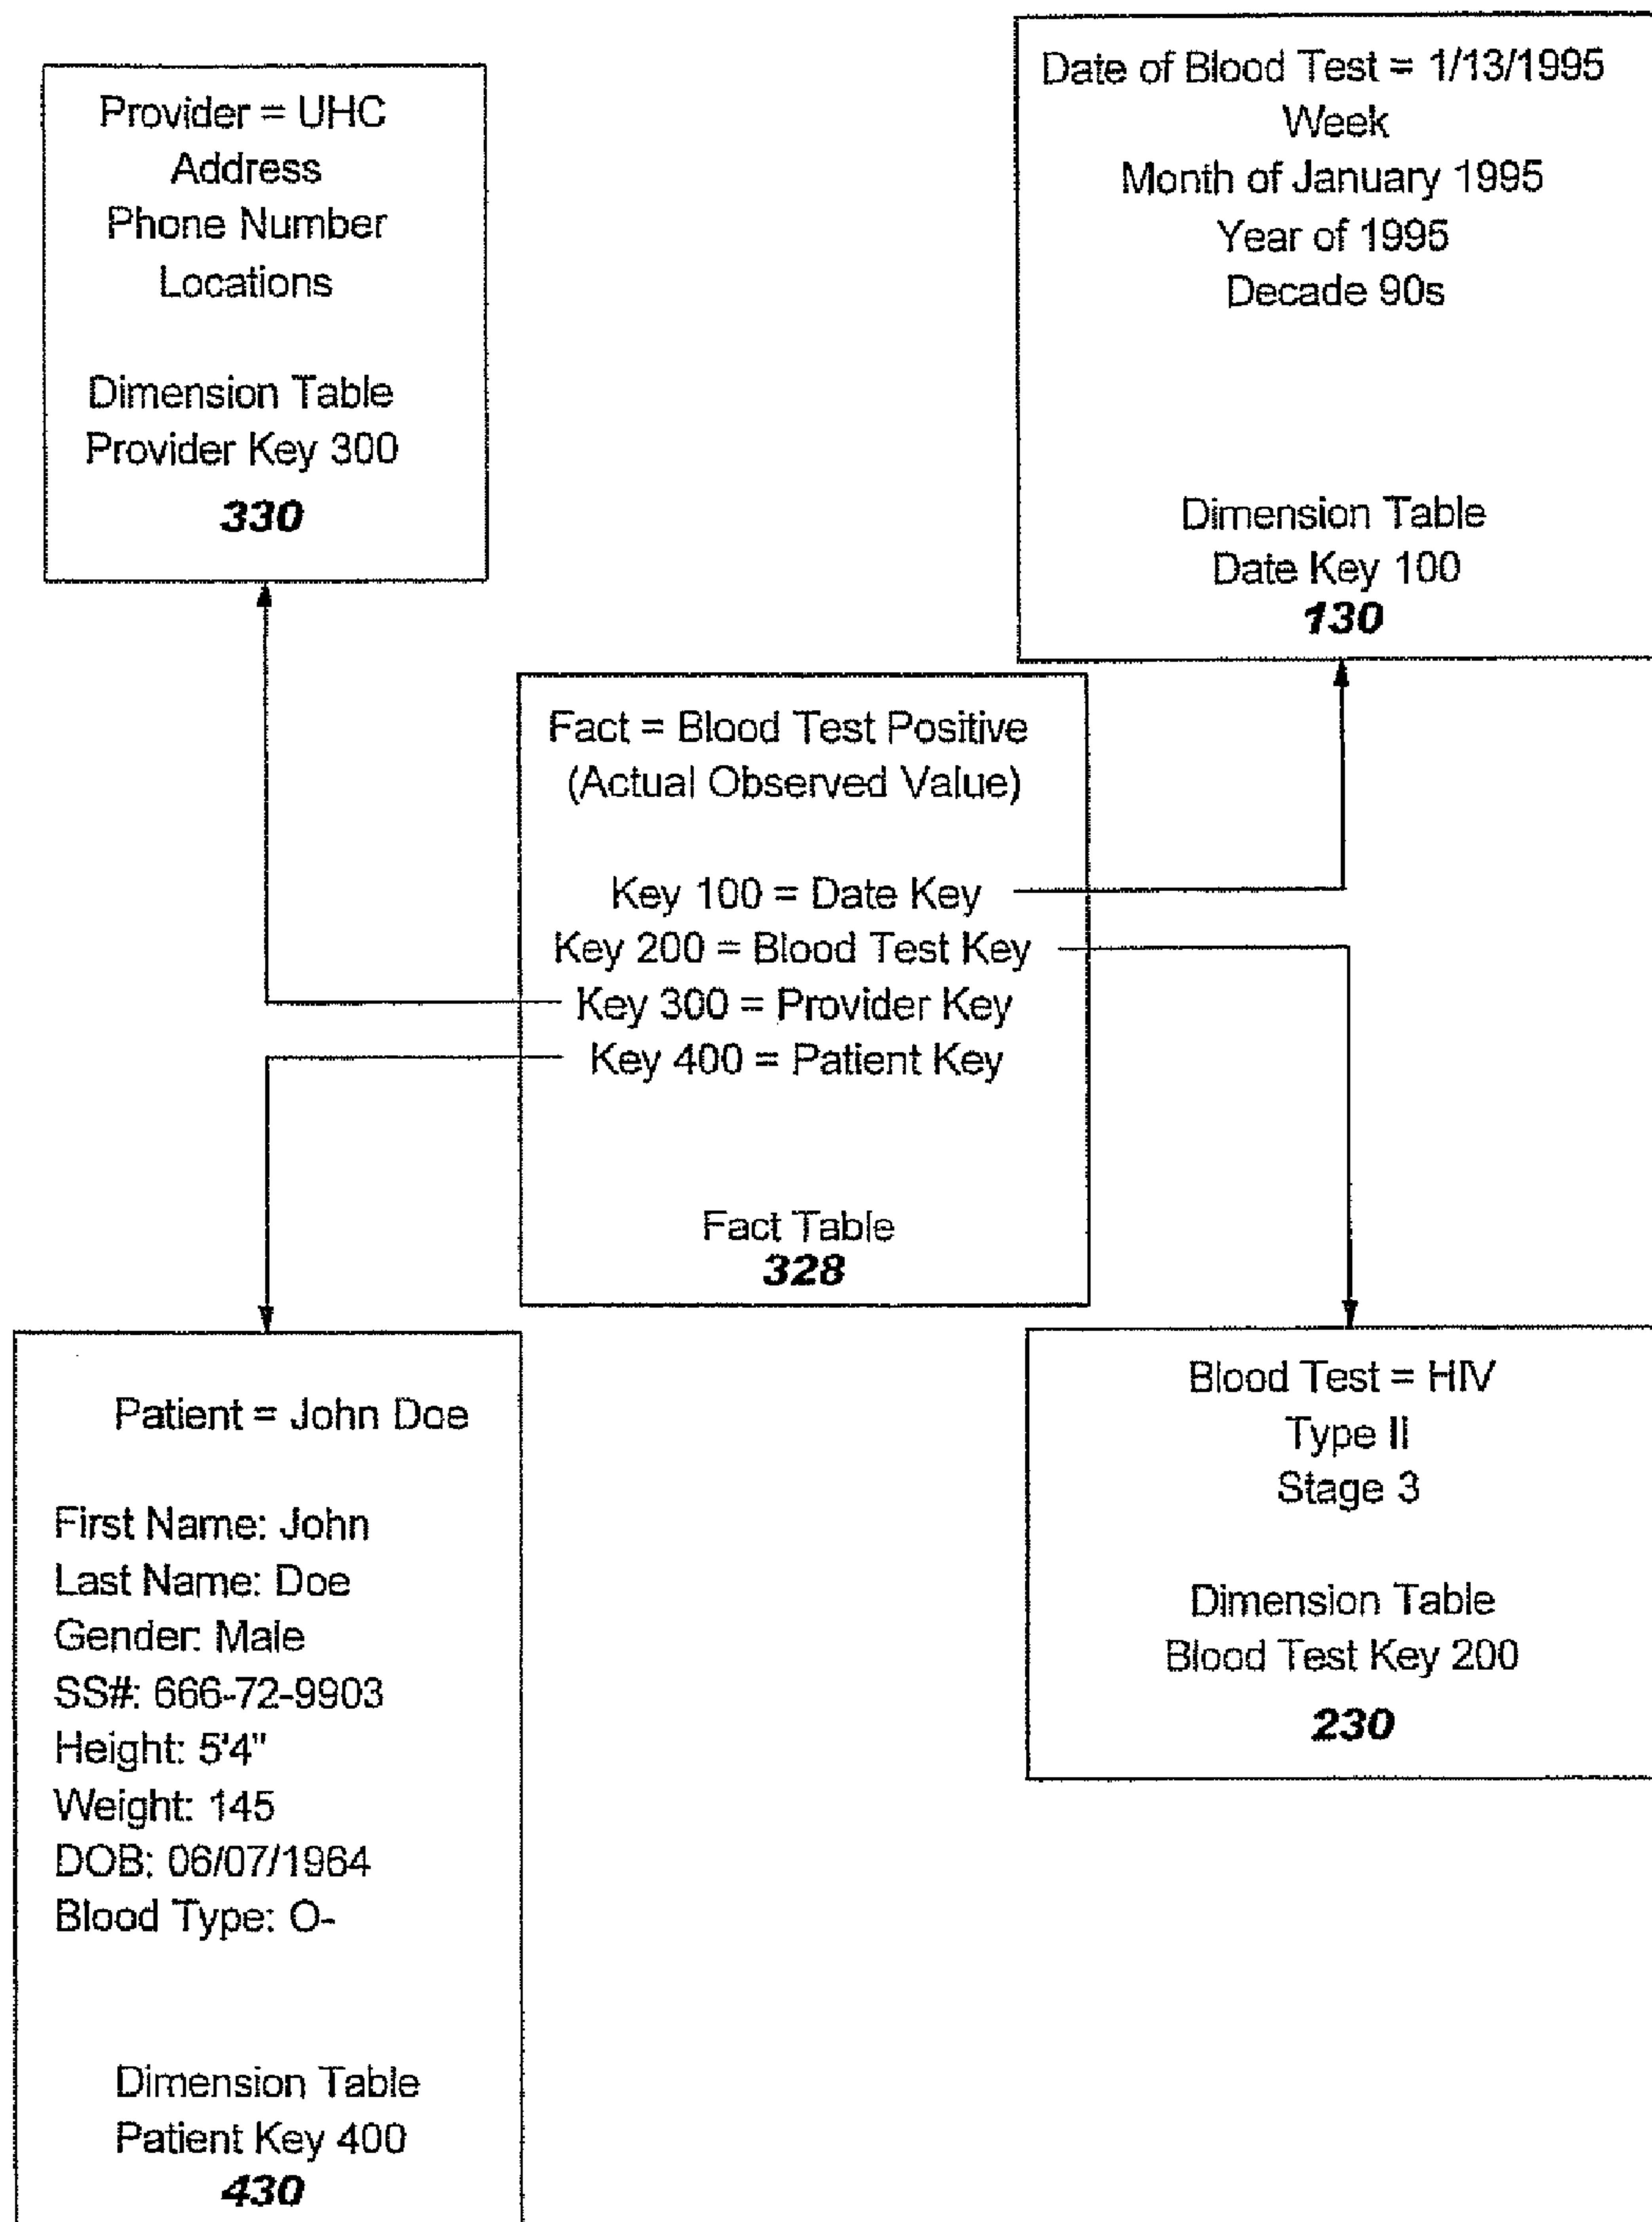 Provider = UHC
Address
Phone Number
Locations
Dimension Table
Provider Key 300
330
Date of Blood Test = 1/13/1995
Week
Month of January 1995
Year of 1995
Decade 90s
Dimension Table
Date Key 100
130
Fact = Blood Test Positive
(Actual Observed Value)
Key 100 = Date Key
Key 200 = Blood Test Key
Key 300 = Provider Key
Key 400 = Patient Key
Fact Table
328
Patient = John Doe
First Name: John
Last Name: Doe
Gender: Male
SS#: 666-72-9903
Height: 5'4"
Weight: 145
DOB: 06/07/1964
Blood Type: O-
Dimension Table
Patient Key 400
430
Blood Test = HIV
Type II
Stage 3
Dimension Table
Blood Test Key 200
230